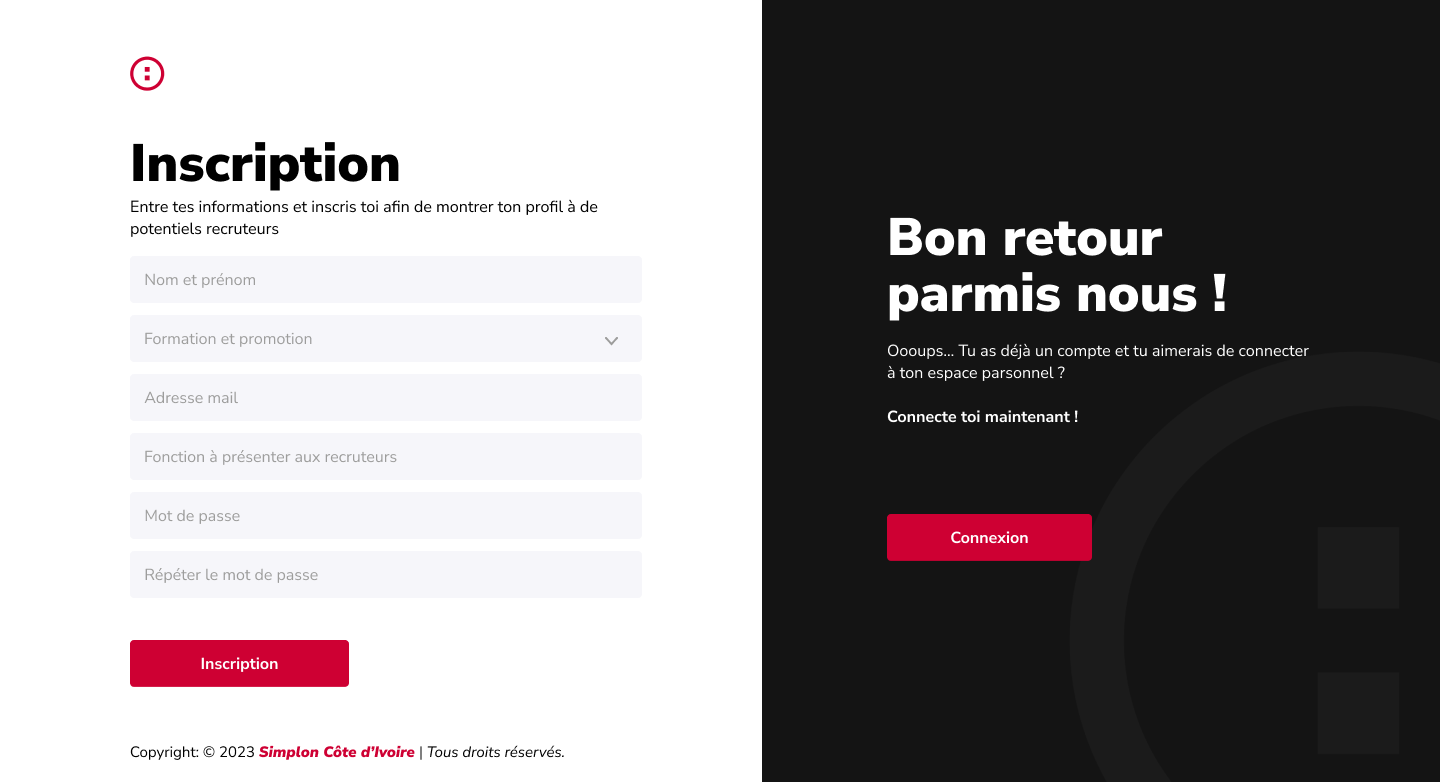 Inscription
Entre tes informations et inscris toi afin de montrer ton profil à de
potentiels recruteurs
Nom et prénom
Formation et promotion
Adresse mail
Fonction à présenter aux recruteurs
Mot de passe
Répéter le mot de passe
Inscription
Copyright: © 2023 Simplon Côte d'Ivoire | Tous droits réservés.
Bon retour
parmis nous !
Oooups... Tu as déjà un compte et tu aimerais de connecter
à ton espace parsonnel ?
Connecte toi maintenant !
Connexion